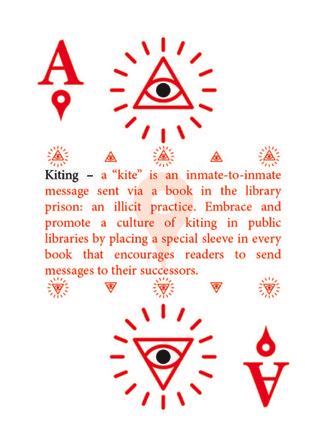 A
Kiting – a “kite” is an inmate-to-inmate
message sent via a book in the library
prison: an illicit practice. Embrace and
promote a culture of kiting in public
libraries by placing a special sleeve in every
book that encourages readers to send
messages to their successors.
A